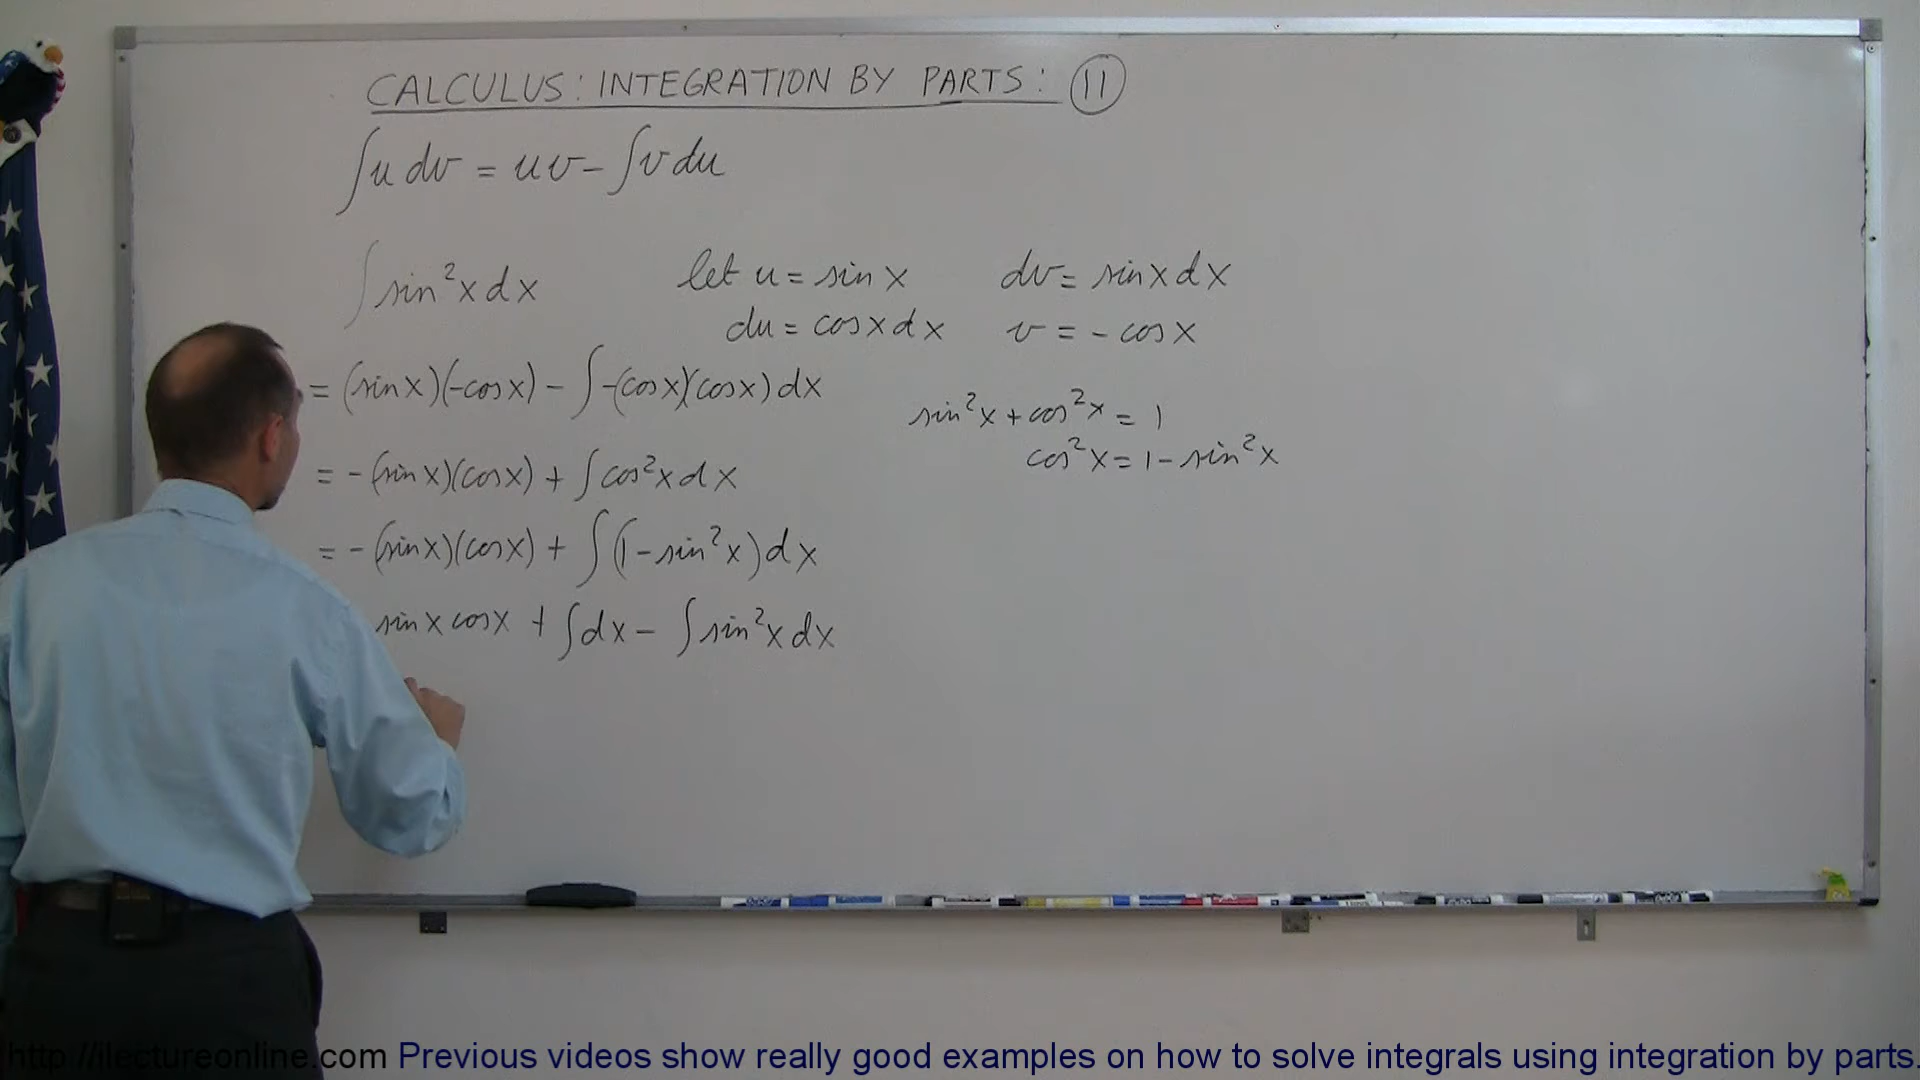 CALCULUS: INTEGRATION BY PARTS: 11
∫u dv = uv - ∫v du
∫sin²x dx
let u = sin x
dv = sin x dx
du = cos x dx
v = - cos x
= (sin x)(-cos x) - ∫-(cos x)(cos x) dx
sin²x + cos²x = 1
cos²x = 1 - sin²x
= -(sin x)(cos x) + ∫cos²x dx
= -(sin x)(cos x) + ∫(1 - sin²x) dx
sin x cos x + ∫dx - ∫sin²x dx
http://ilectureonline.com Previous videos show really good examples on how to solve integrals using integration by parts.